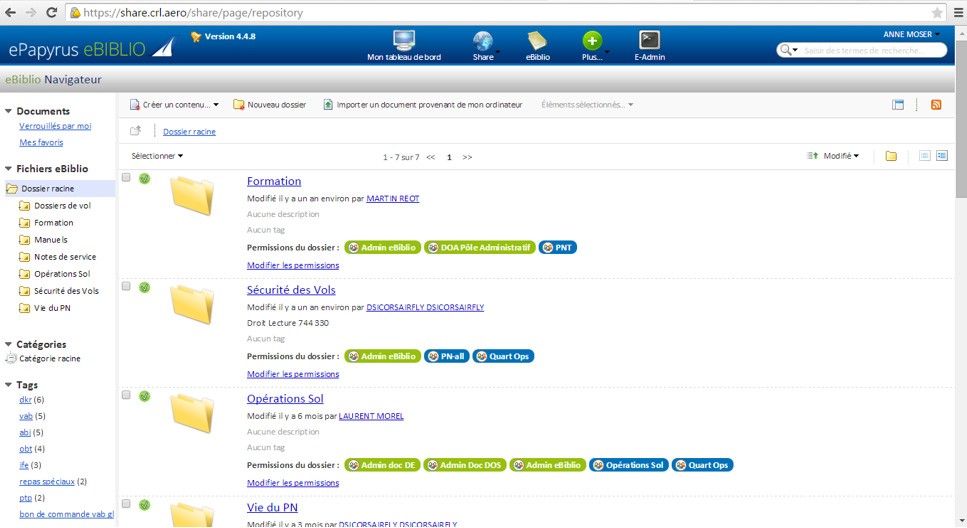 https://share.crl.aero/share/page/repository
ePapyrus eBIBLIO
Version 4.4.8
Mon tableau de bord
Share
eBiblio
Plus...
E-Admin
ANNE MOSER
Saisir des termes de recherche...
eBiblio Navigateur
Documents
Verrouillés par moi
Mes favoris
Fichiers eBiblio
Dossier racine
Dossiers de vol
Formation
Manuels
Notes de service
Opérations Sol
Sécurité des Vols
Vie du PN
Catégories
Catégorie racine
Tags
dkr (6)
vab (5)
abj (5)
obt (4)
ife (3)
repas spéciaux (2)
ptp (2)
bon de commande vab gl
Créer un contenu...
Nouveau dossier
Importer un document provenant de mon ordinateur
Éléments sélectionnés...
Dossier racine
Sélectionner
1 - 7 sur 7 << 1 >>
Modifié
Formation
Modifié il y a un an environ par MARTIN REOT
Aucune description
Aucun tag
Permissions du dossier : Admin eBiblio DOA Pôle Administratif PNT
Modifier les permissions
Sécurité des Vols
Modifié il y a un an environ par DSICORSAIRFLY DSICORSAIRFLY
Droit Lecture 744 330
Aucun tag
Permissions du dossier : Admin eBiblio PN-all Quart Ops
Modifier les permissions
Opérations Sol
Modifié il y a 6 mois par LAURENT MOREL
Aucune description
Aucun tag
Permissions du dossier : Admin doc DE Admin Doc DOS Admin eBiblio Opérations Sol Quart Ops
Modifier les permissions
Vie du PN
Modifié il y a 3 mois par DSICORSAIRFLY DSICORSAIRFLY